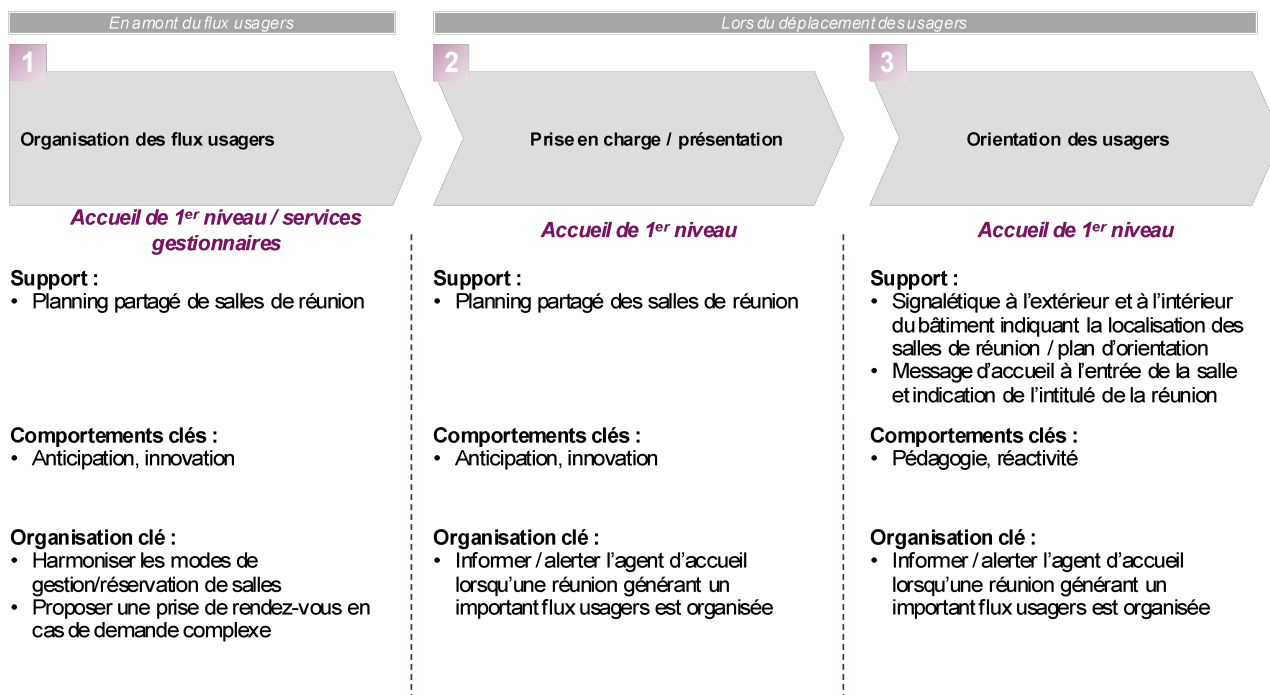 En amont du flux usagers
Lors du déplacement des usagers
1
Organisation des flux usagers
Accueil de 1er niveau / services
gestionnaires
Support :
• Planning partagé de salles de réunion
Comportements clés :
• Anticipation, innovation
Organisation clé :
• Harmoniser les modes de
gestion/réservation de salles
• Proposer une prise de rendez-vous en
cas de demande complexe
2
Prise en charge / présentation
Accueil de 1er niveau
Support :
• Planning partagé des salles de réunion
Comportements clés :
• Anticipation, innovation
Organisation clé :
• Informer / alerter l’agent d’accueil
lorsqu’une réunion générant un
important flux usagers est organisée
3
Orientation des usagers
Accueil de 1er niveau
Support :
• Signalétique à l’extérieur et à l’intérieur
du bâtiment indiquant la localisation des
salles de réunion / plan d’orientation
• Message d’accueil à l’entrée de la salle
et indication de l’intitulé de la réunion
Comportements clés :
• Pédagogie, réactivité
Organisation clé :
• Informer / alerter l’agent d’accueil
lorsqu’une réunion générant un
important flux usagers est organisée